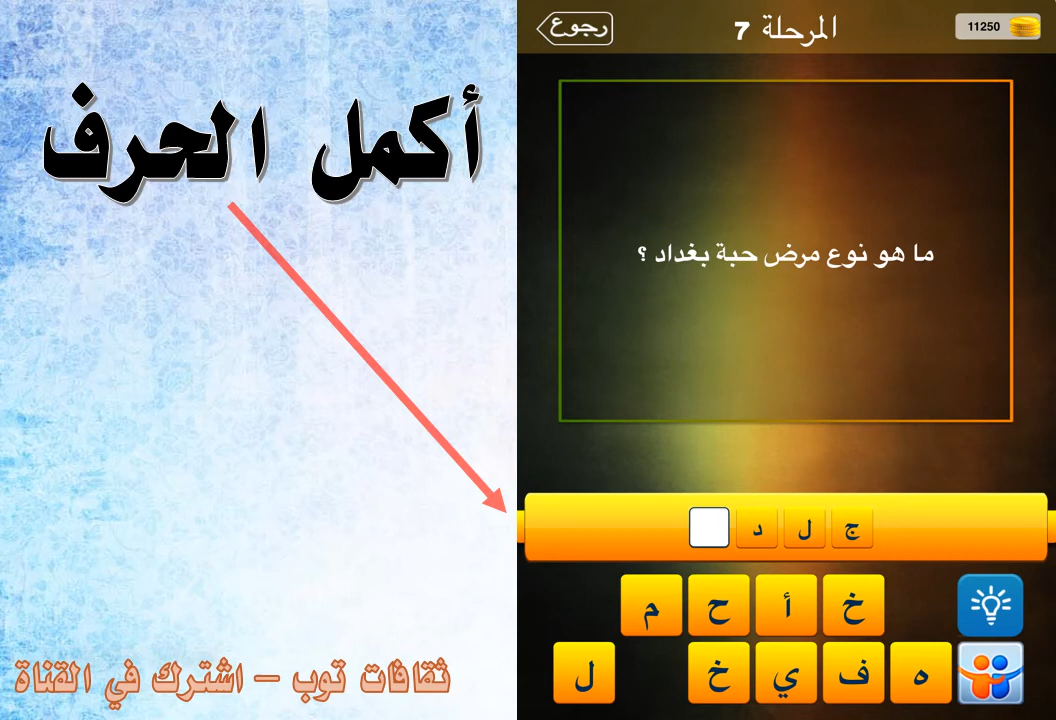 أكمل الحرف
ثقافات توب – اشترك في القناة
رجوع
المرحلة 7
11250
ما هو نوع مرض حبة بغداد ؟
ج ل د
خ أ ح م
ه ف ي خ ل